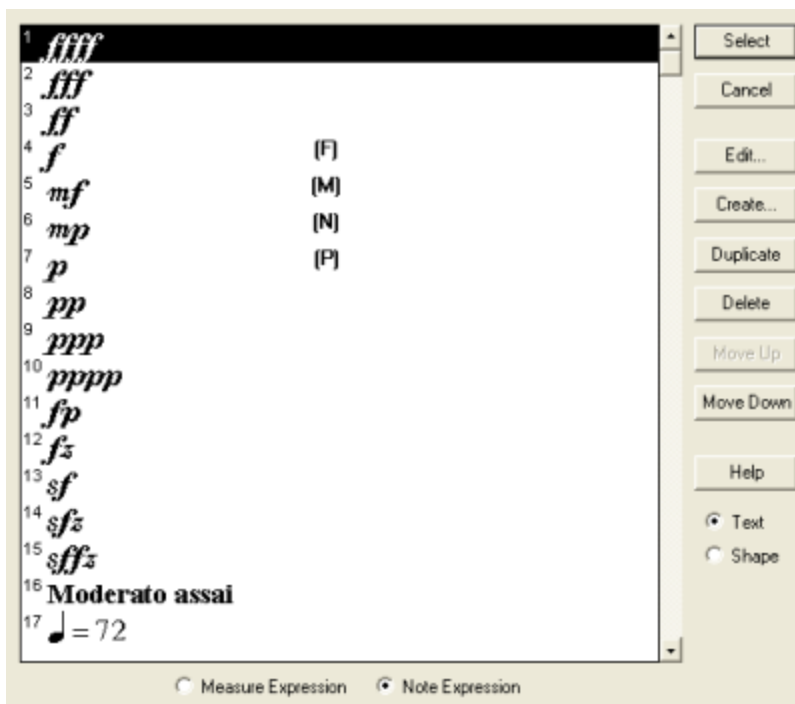 1 ffff
2 fff
3 ff
4 f (F)
5 mf (M)
6 mp (N)
7 p (P)
8 pp
9 ppp
10 pppp
11 fp
12 fz
13 sf
14 sfz
15 sffz
16 Moderato assai
17 ♩ = 72
Select
Cancel
Edit...
Create...
Duplicate
Delete
Move Up
Move Down
Help
Text
Shape
Measure Expression Note Expression